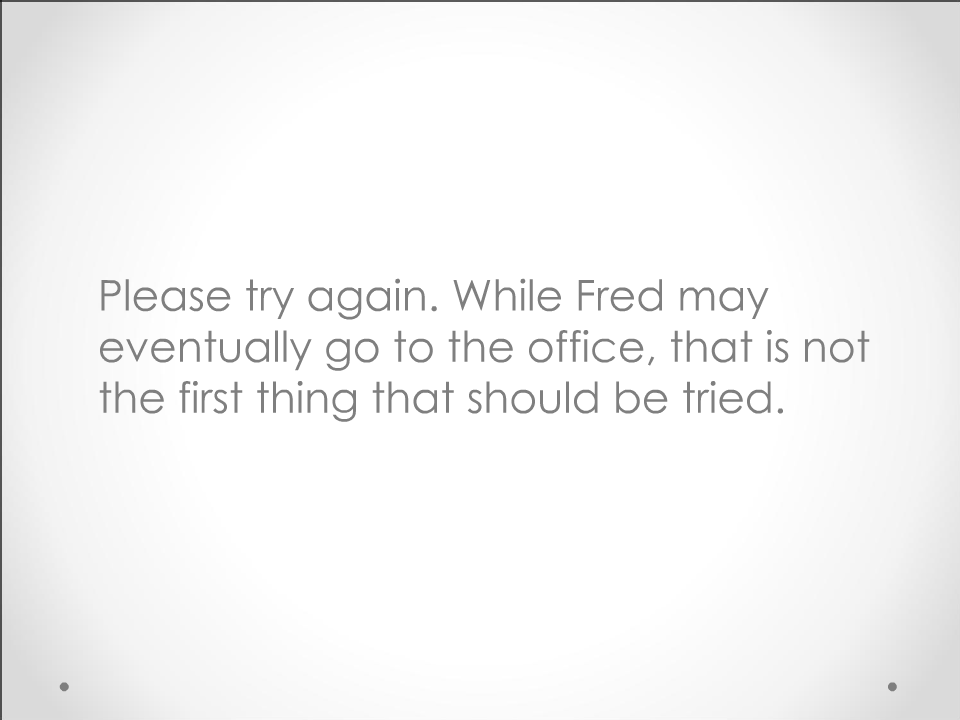 Please try again. While Fred may
eventually go to the office, that is not
the first thing that should be tried.